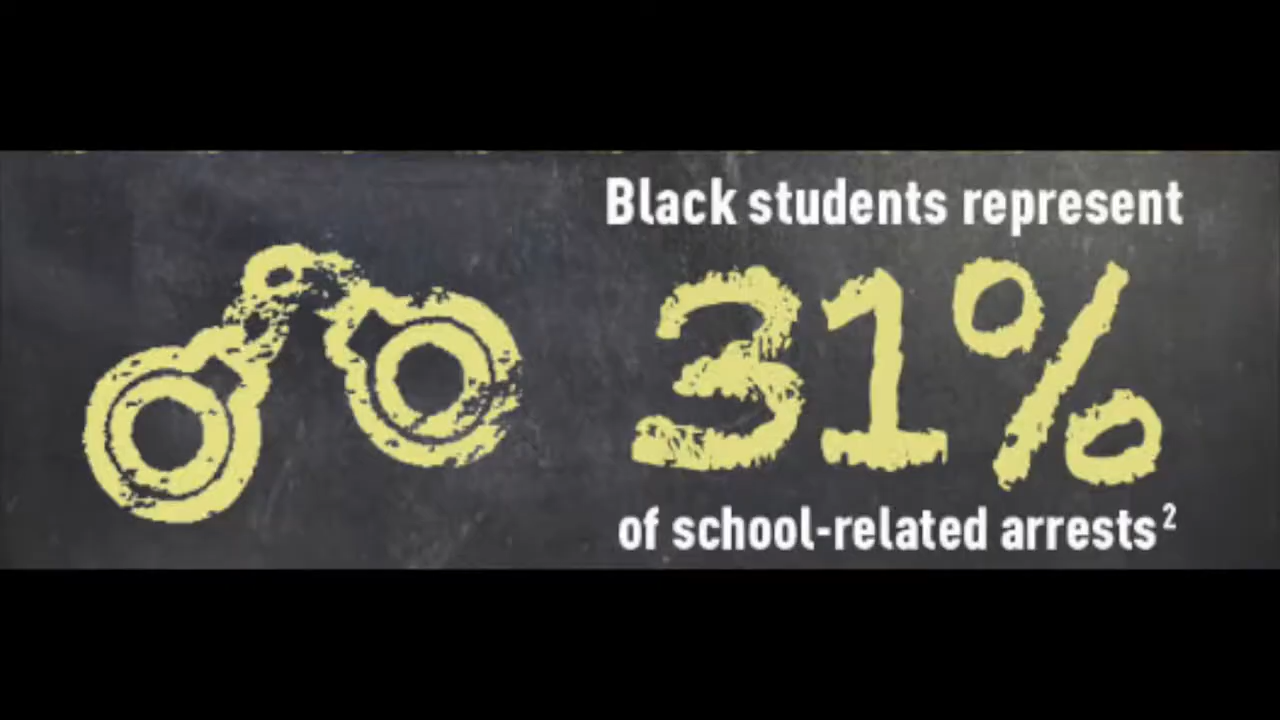 Black students represent
31%
of school-related arrests²